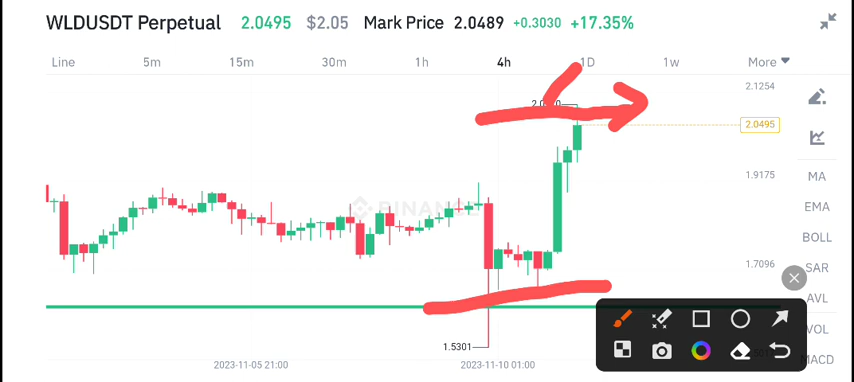 WLDUSDT Perpetual 2.0495 $2.05 Mark Price 2.0489 +0.3030 +17.35%
Line 5m 15m 30m 1h 4h 1D 1w More
2.1254
2.0495
1.9175
MA
BINANCE
EMA
BOLL
1.7096
SAR
AVL
VOL
1.5301
MACD
2023-11-05 21:00 2023-11-10 01:00